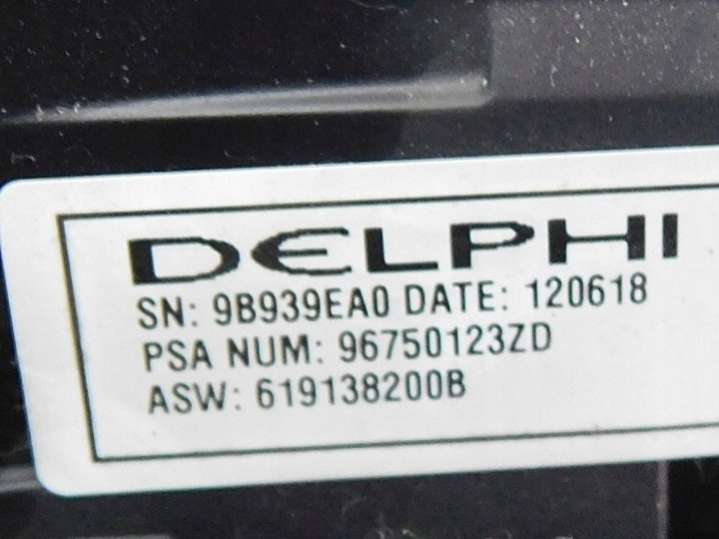 DELPHI
SN: 9B939EA0 DATE: 120618
PSA NUM: 96750123ZD
ASW: 619138200B